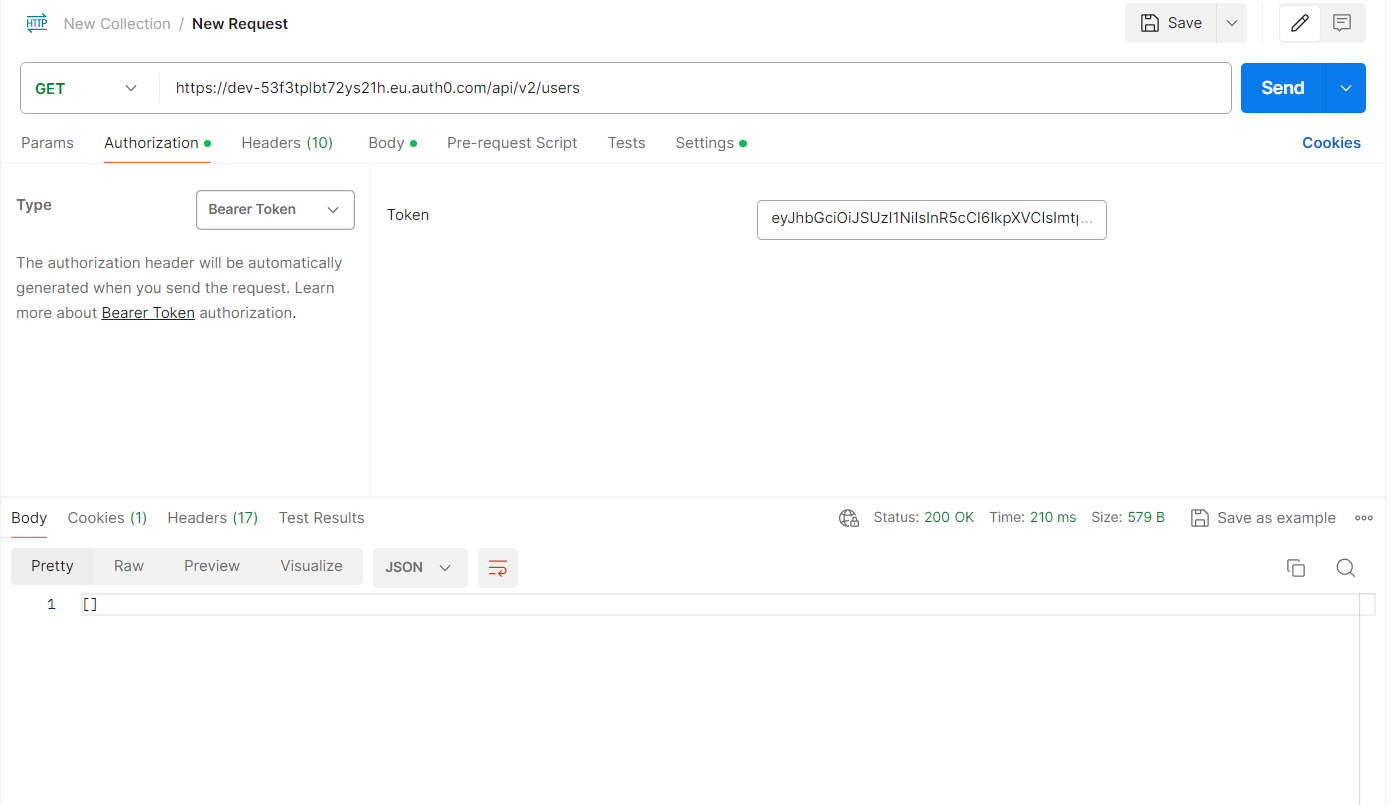 HTTP New Collection / New Request Save
GET https://dev-53f3tplbt72ys21h.eu.auth0.com/api/v2/users Send
Params Authorization Headers (10) Body Pre-request Script Tests Settings Cookies
Type Bearer Token Token eyJhbGciOiJSUzI1NiIsInR5cCI6IkpXVCIsImtp...
The authorization header will be automatically
generated when you send the request. Learn
more about Bearer Token authorization.
Body Cookies (1) Headers (17) Test Results Status: 200 OK Time: 210 ms Size: 579 B Save as example
Pretty Raw Preview Visualize JSON
1 []